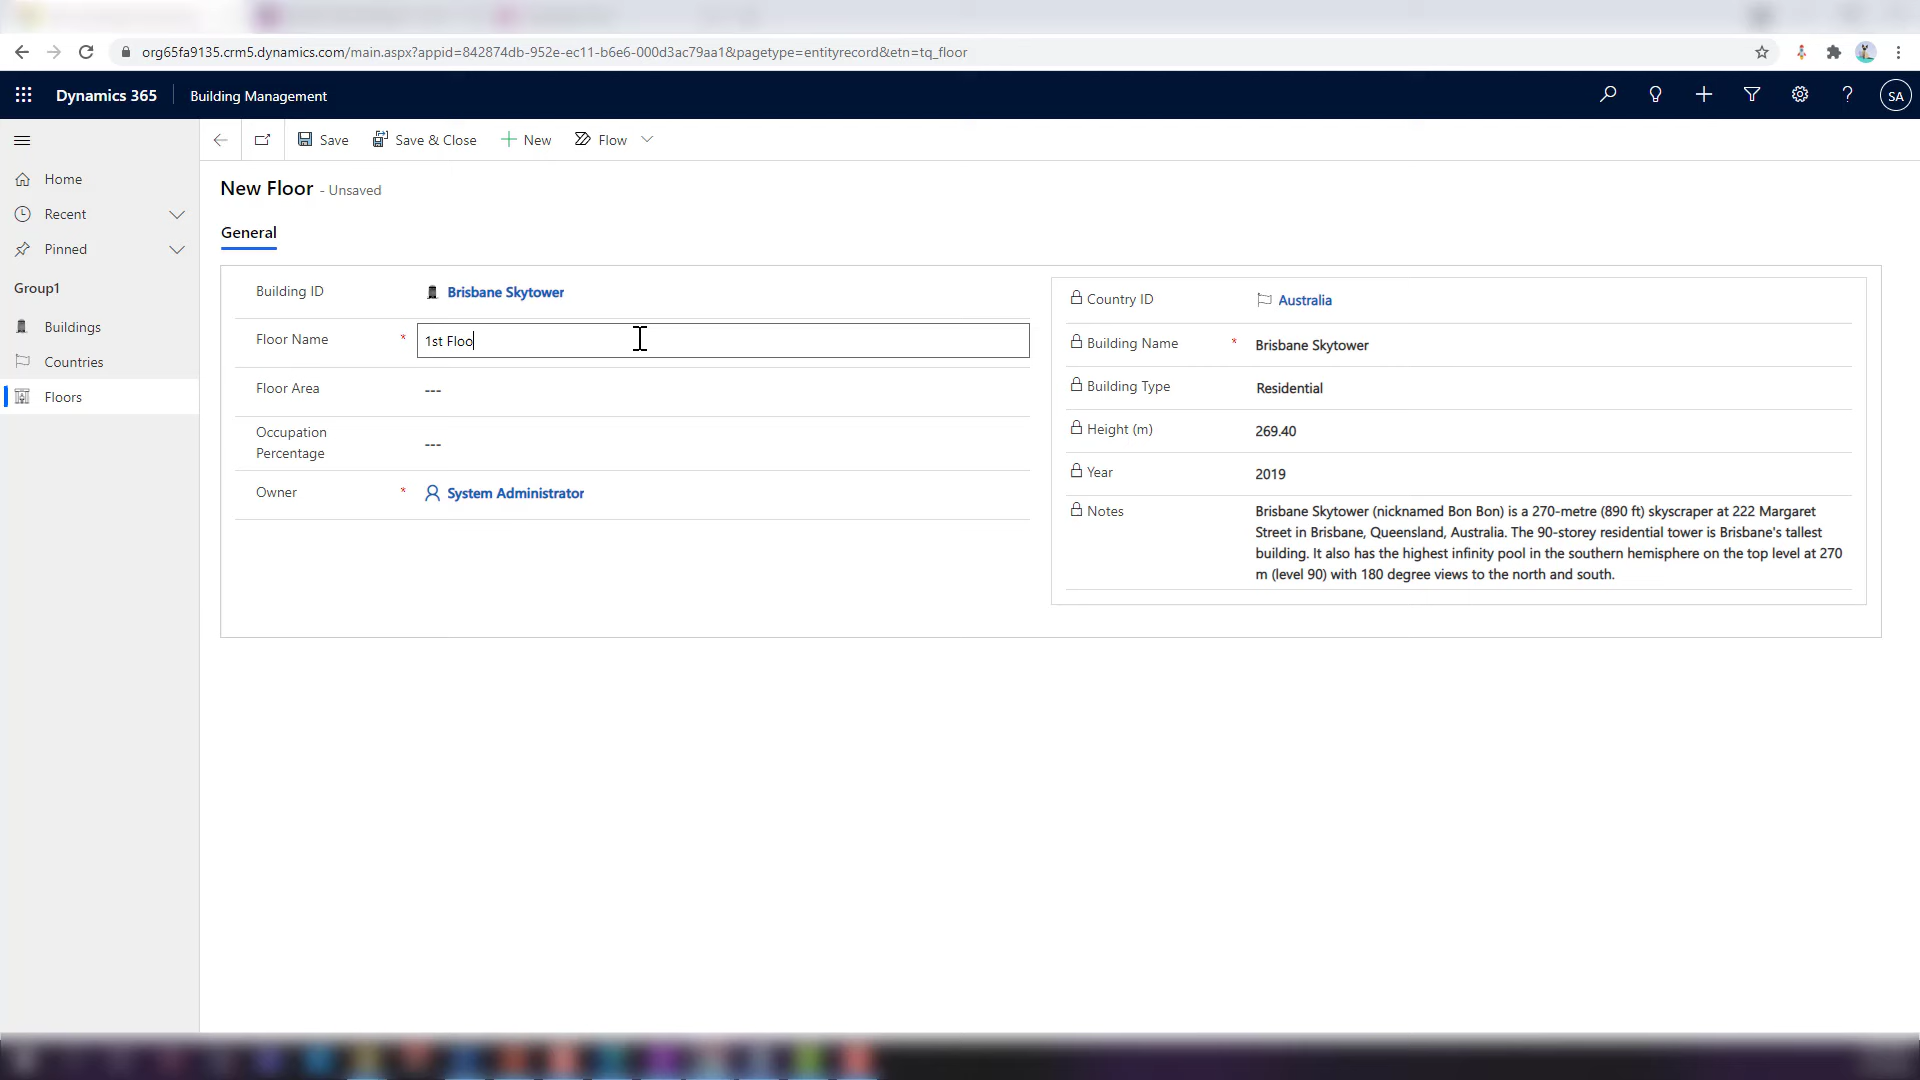 org65fa9135.crm5.dynamics.com/main.aspx?appid=842874db-952e-ec11-b6e6-000d3ac79aa1&pagetype=entityrecord&etn=tq_floor
Dynamics 365
Building Management
SA
Save
Save & Close
New
Flow
Home
Recent
Pinned
Group1
Buildings
Countries
Floors
New Floor - Unsaved
General
Building ID
Brisbane Skytower
Floor Name *
1st Floo
Floor Area
---
Occupation
Percentage
---
Owner *
System Administrator
Country ID
Australia
Building Name *
Brisbane Skytower
Building Type
Residential
Height (m)
269.40
Year
2019
Notes
Brisbane Skytower (nicknamed Bon Bon) is a 270-metre (890 ft) skyscraper at 222 Margaret
Street in Brisbane, Queensland, Australia. The 90-storey residential tower is Brisbane's tallest
building. It also has the highest infinity pool in the southern hemisphere on the top level at 270
m (level 90) with 180 degree views to the north and south.